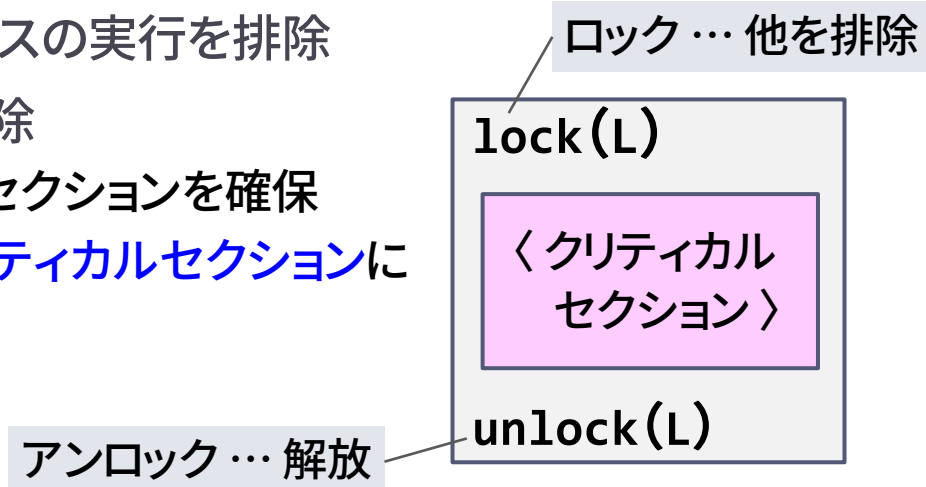 スの実行を排除
除
セクションを確保
ティカルセクションに
ロック … 他を排除
lock(L)
〈 クリティカル
セクション 〉
unlock(L)
アンロック … 解放